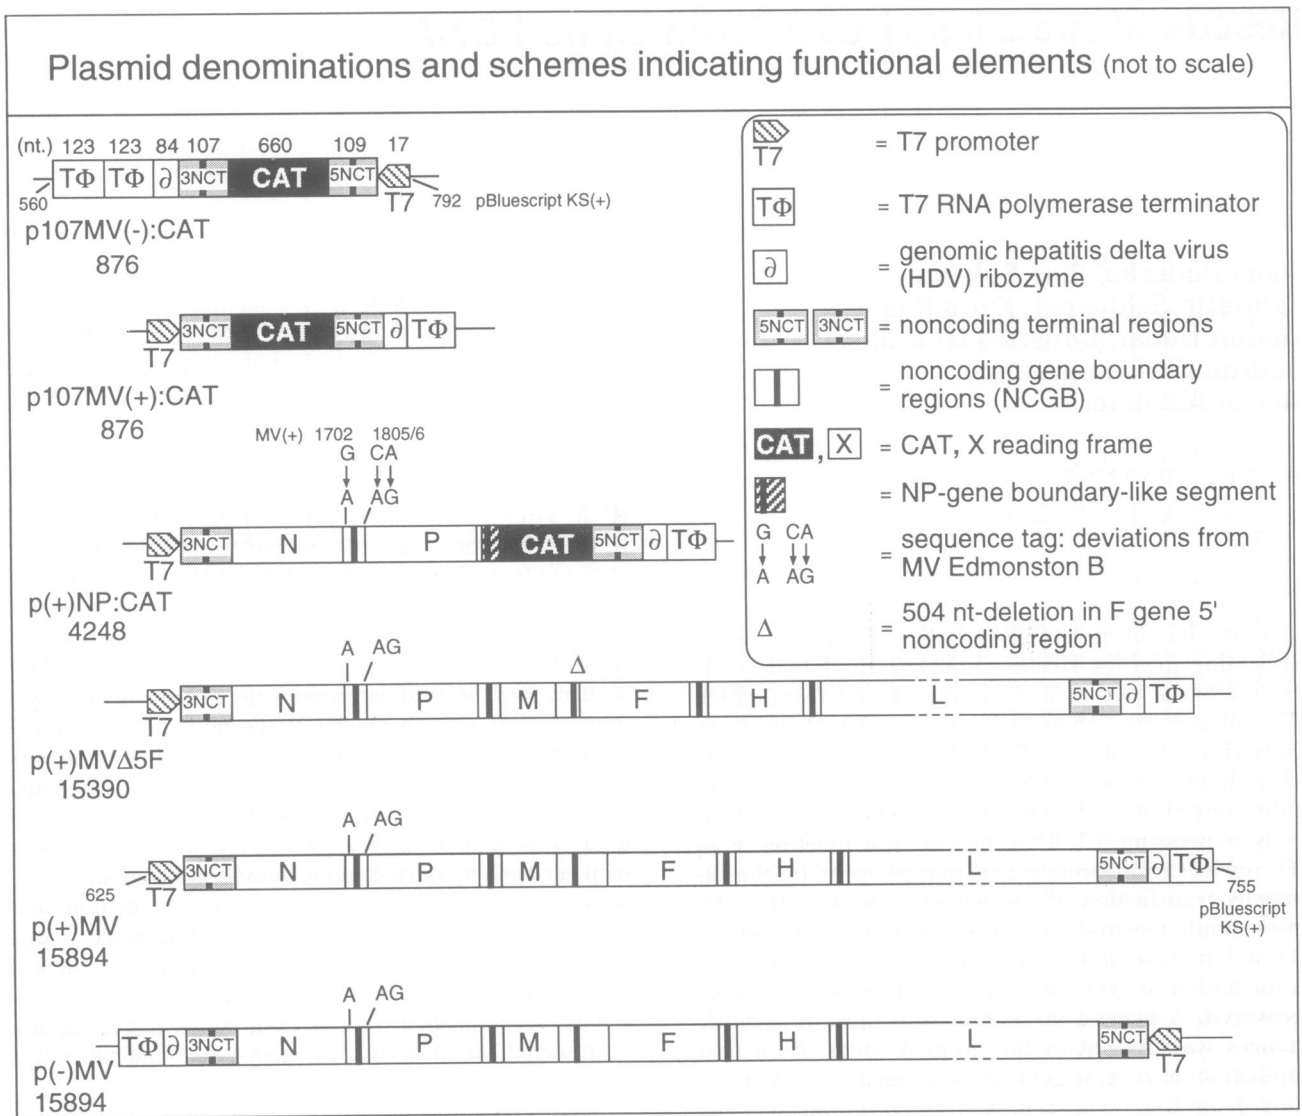 Plasmid denominations and schemes indicating functional elements (not to scale)
(nt.) 123 123 84 107 660 109 17
TΦ TΦ ∂ 3NCT CAT 5NCT
560 T7 792 pBluescript KS(+)
p107MV(-):CAT
876
3NCT CAT 5NCT ∂ TΦ
T7
p107MV(+):CAT
876
MV(+) 1702 1805/6
G CA
A AG
3NCT N P CAT 5NCT ∂ TΦ
T7
p(+)NP:CAT
4248
A AG Δ
3NCT N P M F H L 5NCT ∂ TΦ
T7
p(+)MVΔ5F
15390
A AG
3NCT N P M F H L 5NCT ∂ TΦ
625 T7 755
pBluescript
KS(+)
p(+)MV
15894
A AG
TΦ ∂ 3NCT N P M F H L 5NCT
T7
p(-)MV
15894
T7 = T7 promoter
TΦ = T7 RNA polymerase terminator
∂ = genomic hepatitis delta virus
(HDV) ribozyme
5NCT 3NCT = noncoding terminal regions
= noncoding gene boundary
regions (NCGB)
CAT , X = CAT, X reading frame
= NP-gene boundary-like segment
G CA
= sequence tag: deviations from
A AG MV Edmonston B
Δ = 504 nt-deletion in F gene 5'
noncoding region